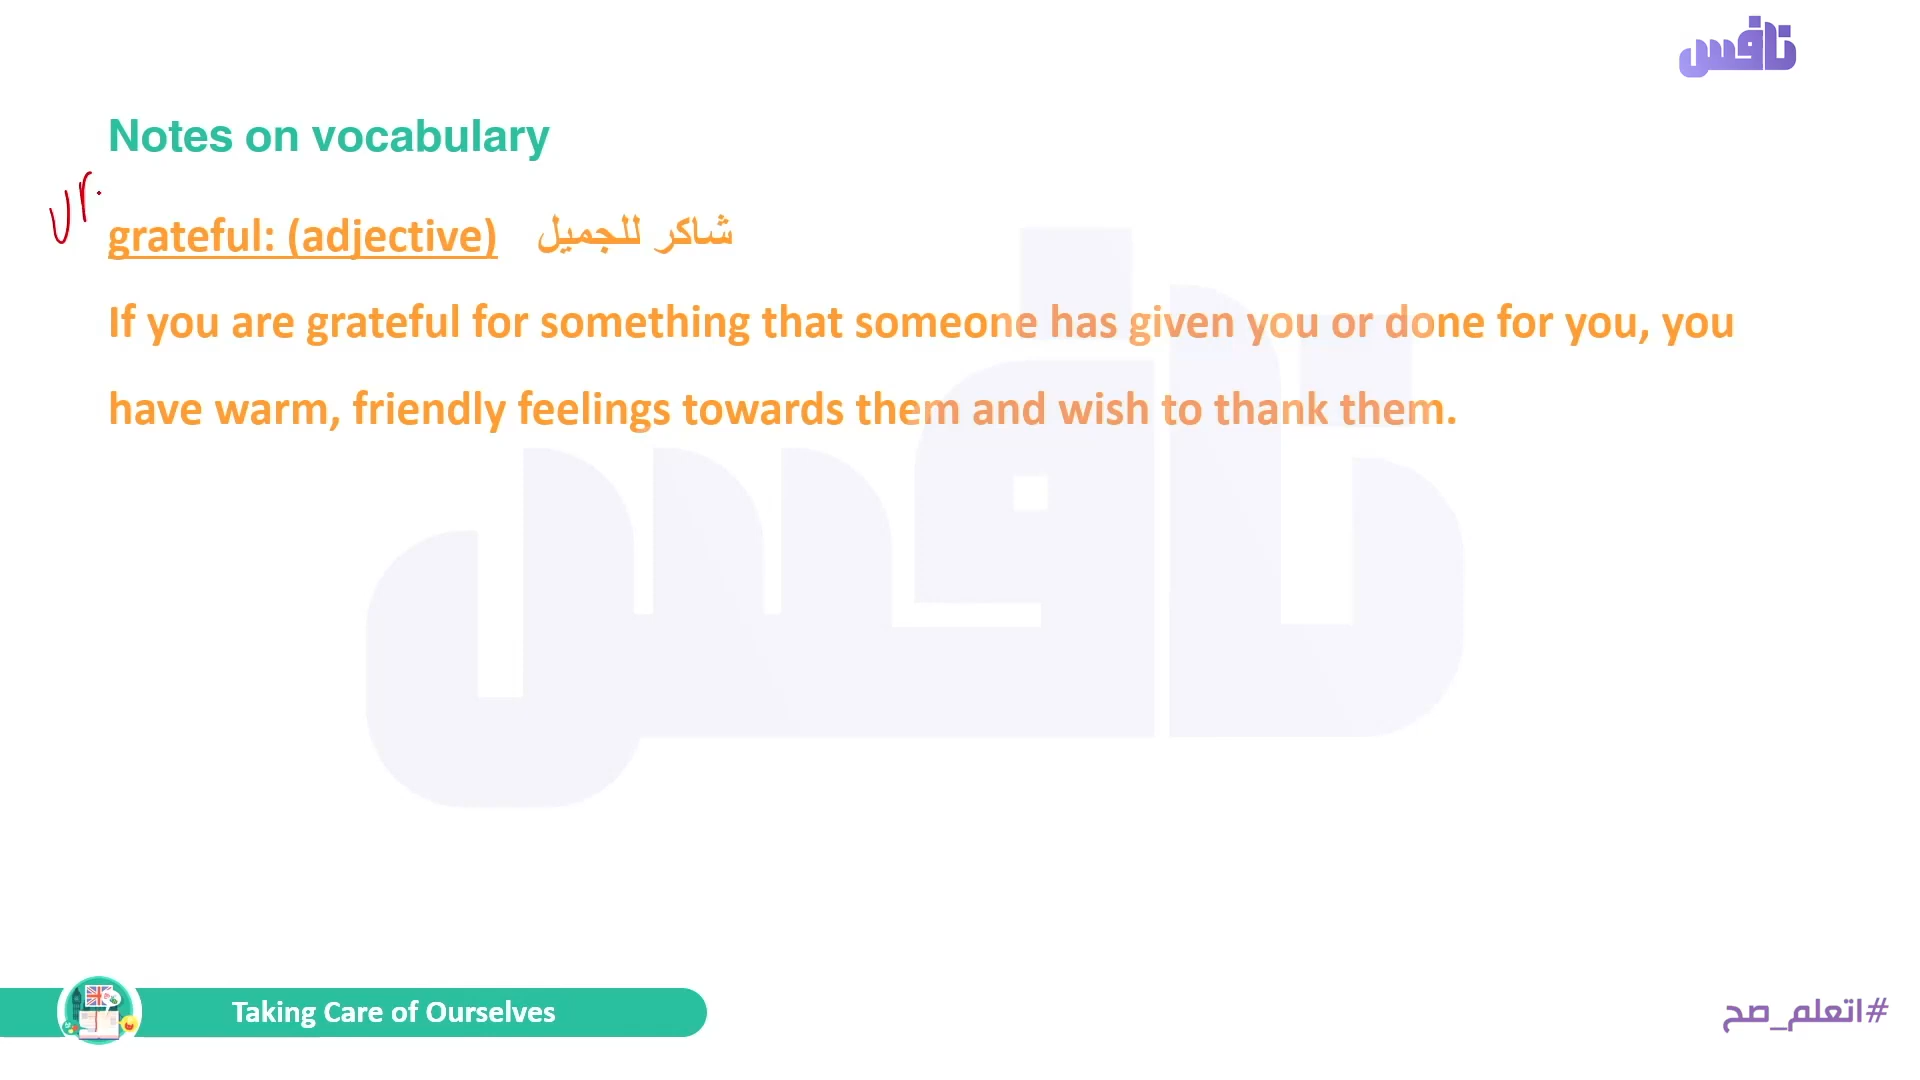 نافس
Notes on vocabulary
grateful: (adjective) شاكر للجميل
If you are grateful for something that someone has given you or done for you, you
have warm, friendly feelings towards them and wish to thank them.
Taking Care of Ourselves
#اتعلم_صح